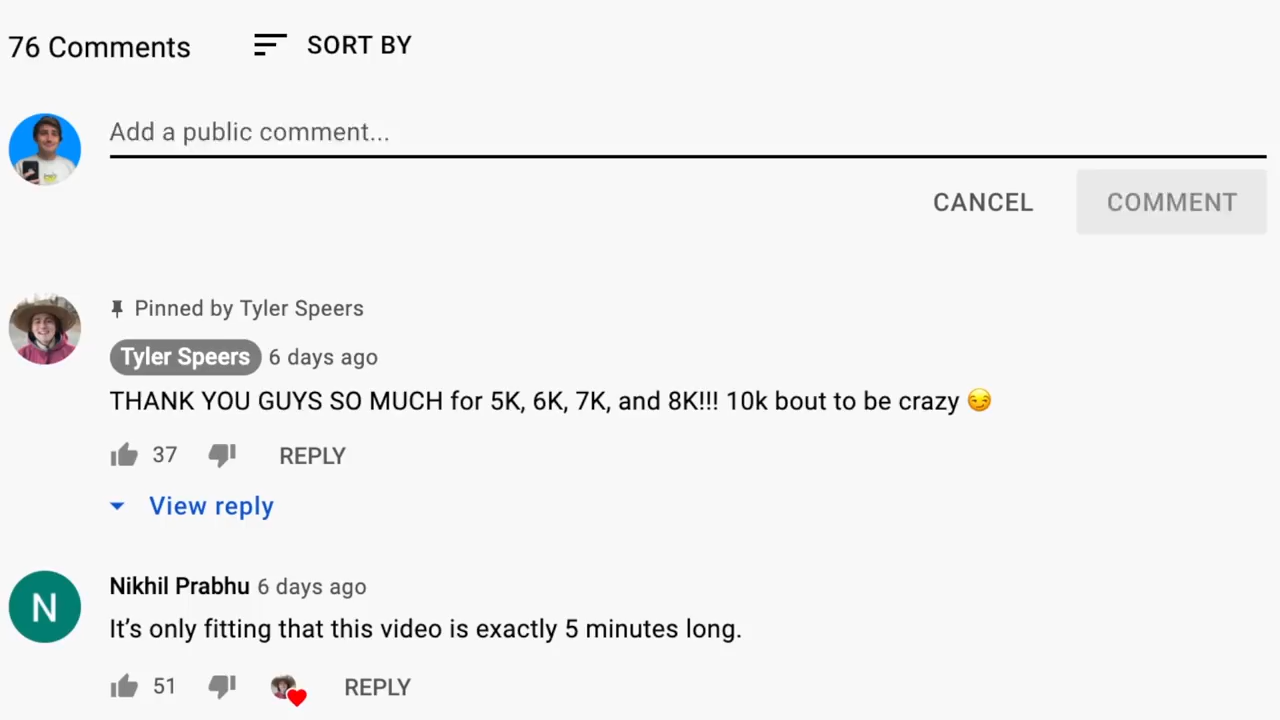 76 Comments
SORT BY
Add a public comment...
CANCEL
COMMENT
Pinned by Tyler Speers
Tyler Speers 6 days ago
THANK YOU GUYS SO MUCH for 5K, 6K, 7K, and 8K!!! 10k bout to be crazy 😏
37
REPLY
View reply
N
Nikhil Prabhu 6 days ago
It's only fitting that this video is exactly 5 minutes long.
51
REPLY